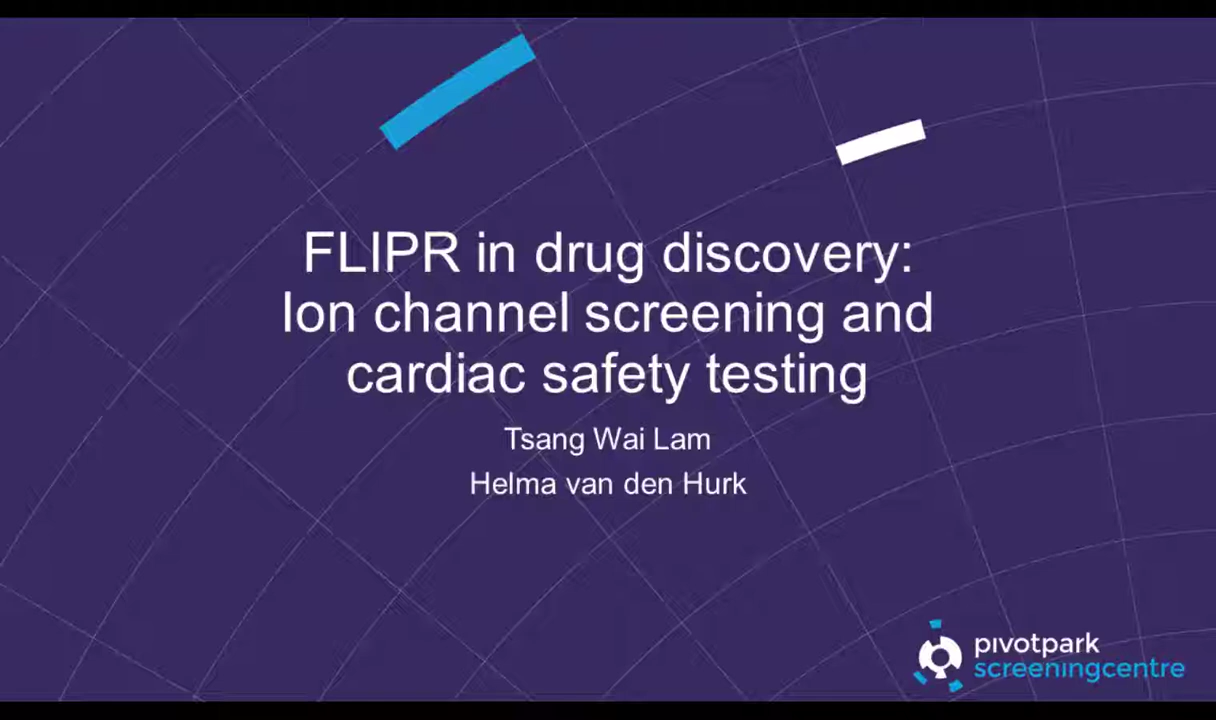 FLIPR in drug discovery:
Ion channel screening and
cardiac safety testing
Tsang Wai Lam
Helma van den Hurk
pivotpark
screeningcentre